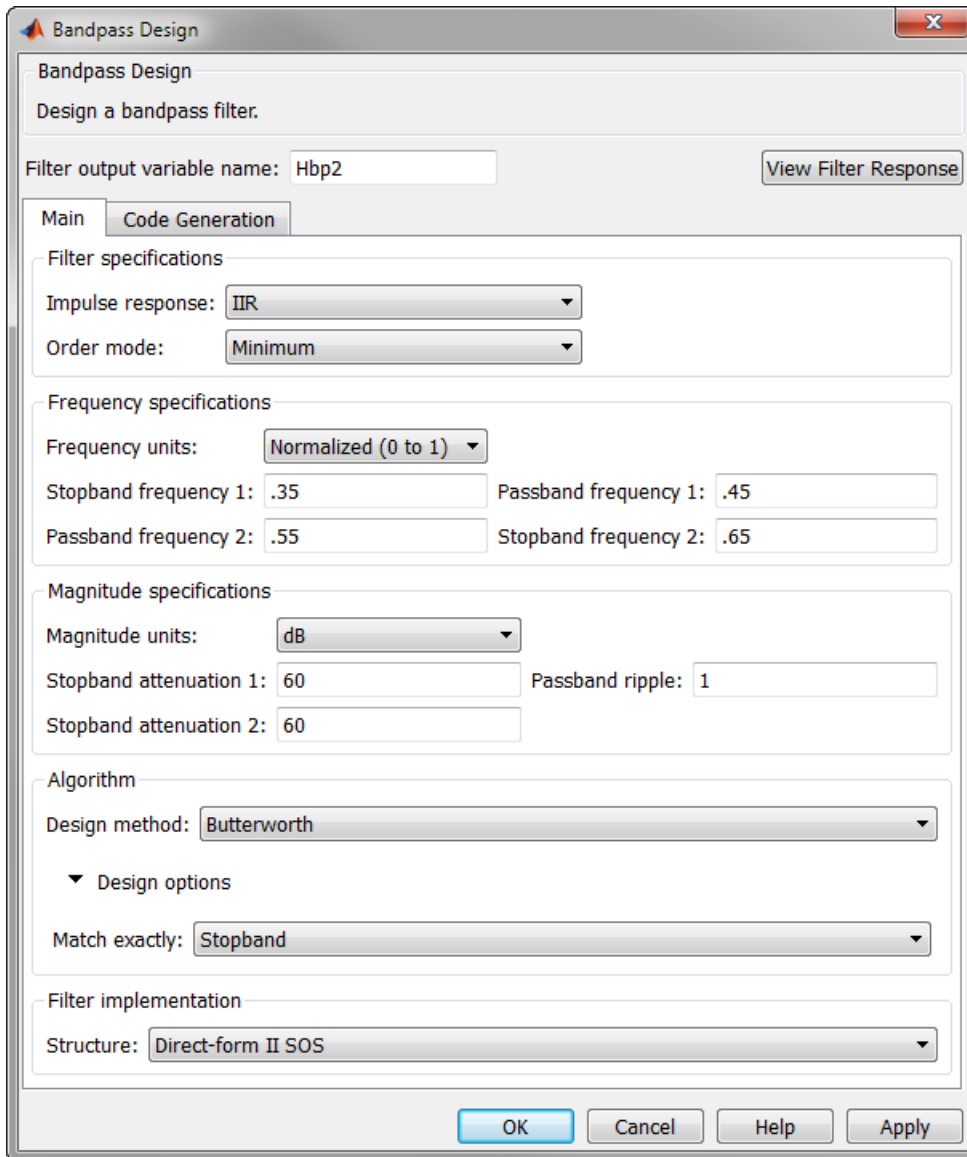 Bandpass Design
Bandpass Design
Design a bandpass filter.
Filter output variable name: Hbp2 View Filter Response
Main Code Generation
Filter specifications
Impulse response: IIR
Order mode: Minimum
Frequency specifications
Frequency units: Normalized (0 to 1)
Stopband frequency 1: .35 Passband frequency 1: .45
Passband frequency 2: .55 Stopband frequency 2: .65
Magnitude specifications
Magnitude units: dB
Stopband attenuation 1: 60 Passband ripple: 1
Stopband attenuation 2: 60
Algorithm
Design method: Butterworth
Design options
Match exactly: Stopband
Filter implementation
Structure: Direct-form II SOS
OK Cancel Help Apply